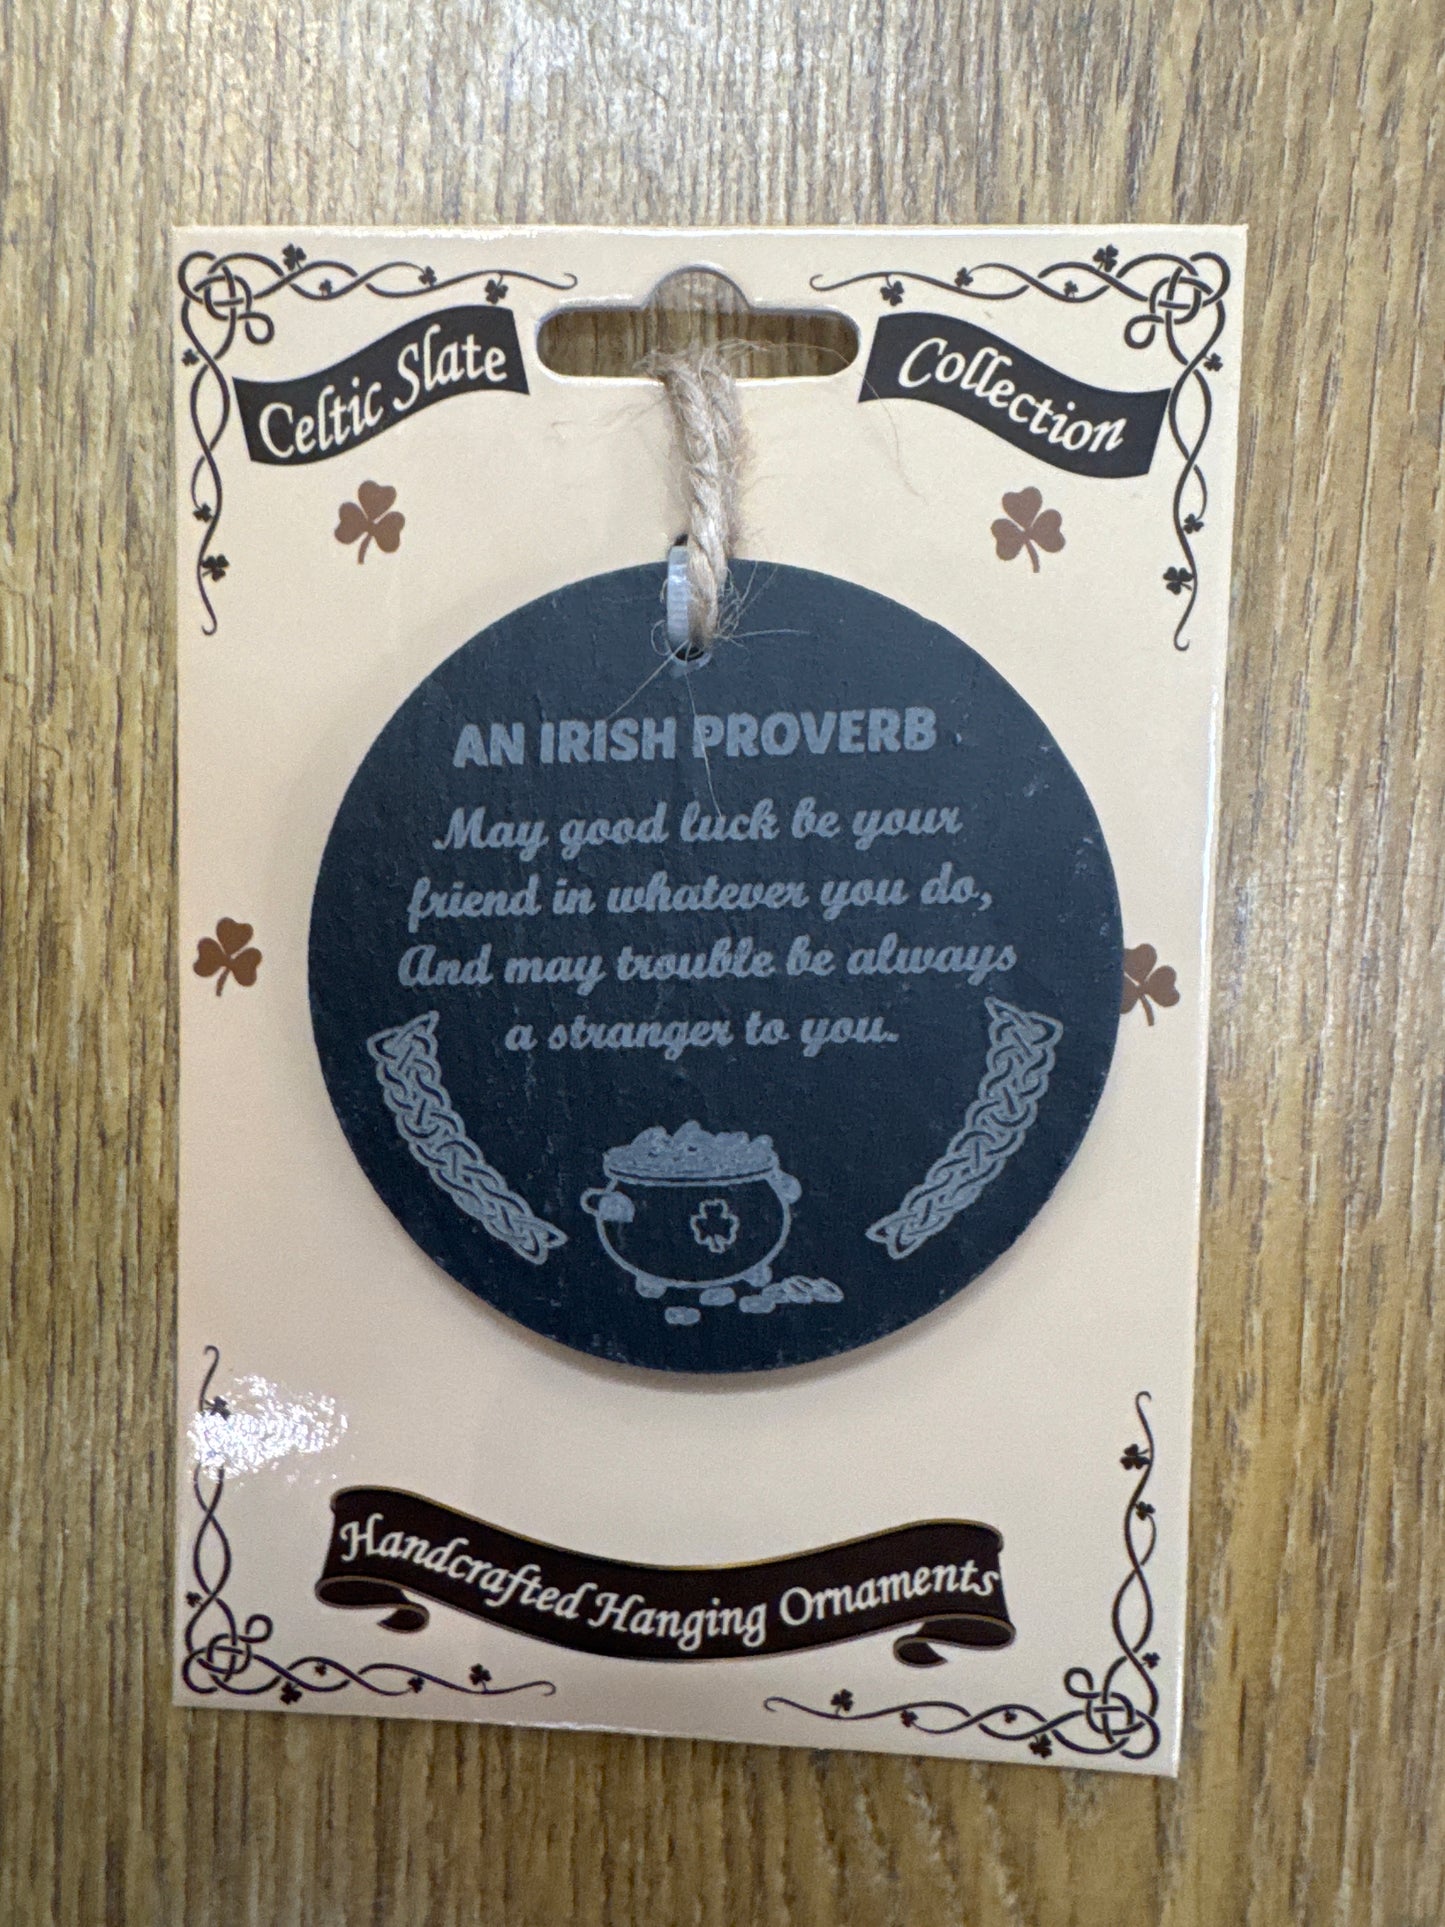 Celtic Slate
Collection
AN IRISH PROVERB
May good luck be your
friend in whatever you do,
And may trouble be always
a stranger to you.
Handcrafted Hanging Ornaments